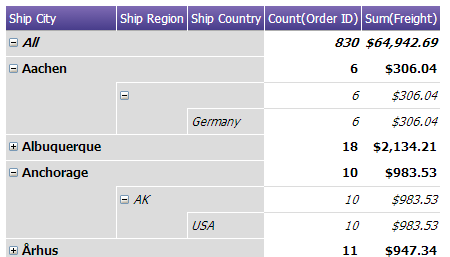 Ship City Ship Region Ship Country Count(Order ID) Sum(Freight)
All 830 $64,942.69
Aachen 6 $306.04
6 $306.04
Germany 6 $306.04
Albuquerque 18 $2,134.21
Anchorage 10 $983.53
AK 10 $983.53
USA 10 $983.53
Århus 11 $947.34